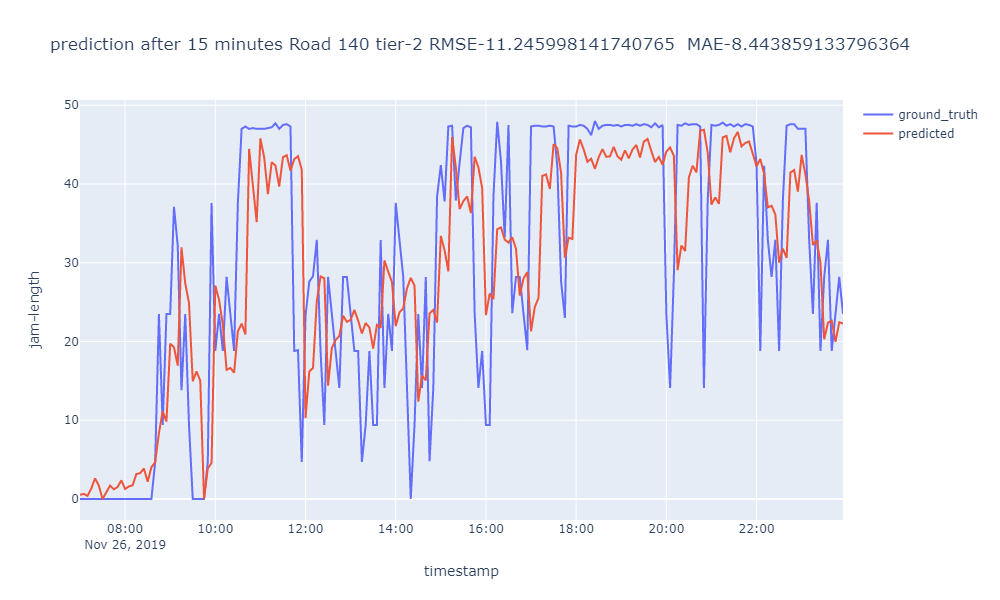 prediction after 15 minutes Road 140 tier-2 RMSE-11.245998141740765  MAE-8.443859133796364
ground_truth
predicted
50
40
30
20
10
0
jam-length
08:00 10:00 12:00 14:00 16:00 18:00 20:00 22:00
Nov 26, 2019
timestamp